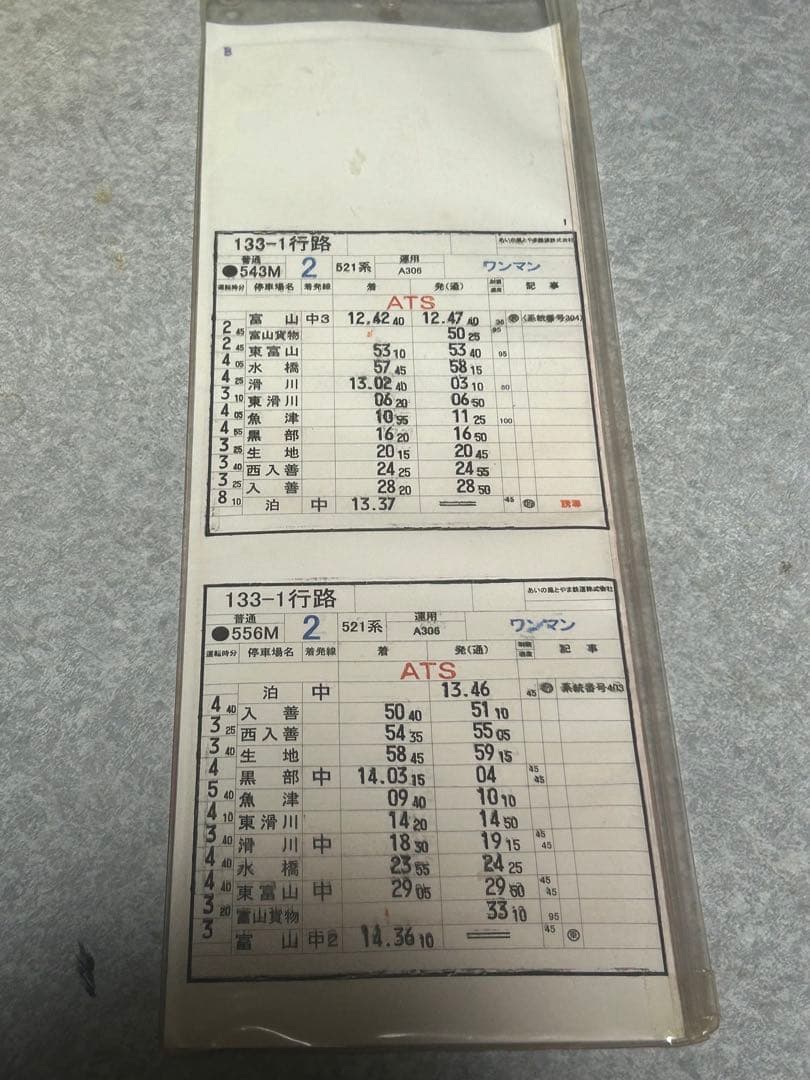 B
1
133-1行路 あいの風とやま鉄道株式会社
普通 運用
●543M 2 521系 A306 ワンマン
運転時分 停車場名 着発線 着 発(通) 制限速度 記事
ATS
富山 中3 12.42 40 12.47 40 (系統番号304)
2 45 富山貨物 50 25 95
2 45 東富山 53 10 53 40 95
4 05 水橋 57 45 58 15
4 25 滑川 13.02 40 03 10 80
3 10 東滑川 06 20 06 50
4 05 魚津 10 55 11 25 100
4 55 黒部 16 20 16 50
3 25 生地 20 15 20 45
3 40 西入善 24 25 24 55
3 25 入善 28 20 28 50
8 10 泊 中 13.37 45 誘導
133-1行路 あいの風とやま鉄道株式会社
普通 運用
●556M 2 521系 A306 ワンマン
運転時分 停車場名 着発線 着 発(通) 制限速度 記事
ATS
泊 中 13.46 45 系統番号403
4 40 入善 50 40 51 10
3 25 西入善 54 35 55 05
3 40 生地 58 45 59 15
4 黒部 中 14.03 15 04 45 45
5 40 魚津 09 40 10 10
4 10 東滑川 14 20 14 50
3 40 滑川 中 18 30 19 15 45 45
4 40 水橋 23 55 24 25
4 40 東富山 中 29 05 29 50 45 45
3 20 富山貨物 33 10 95
3 富山 中2 14.36 10 45